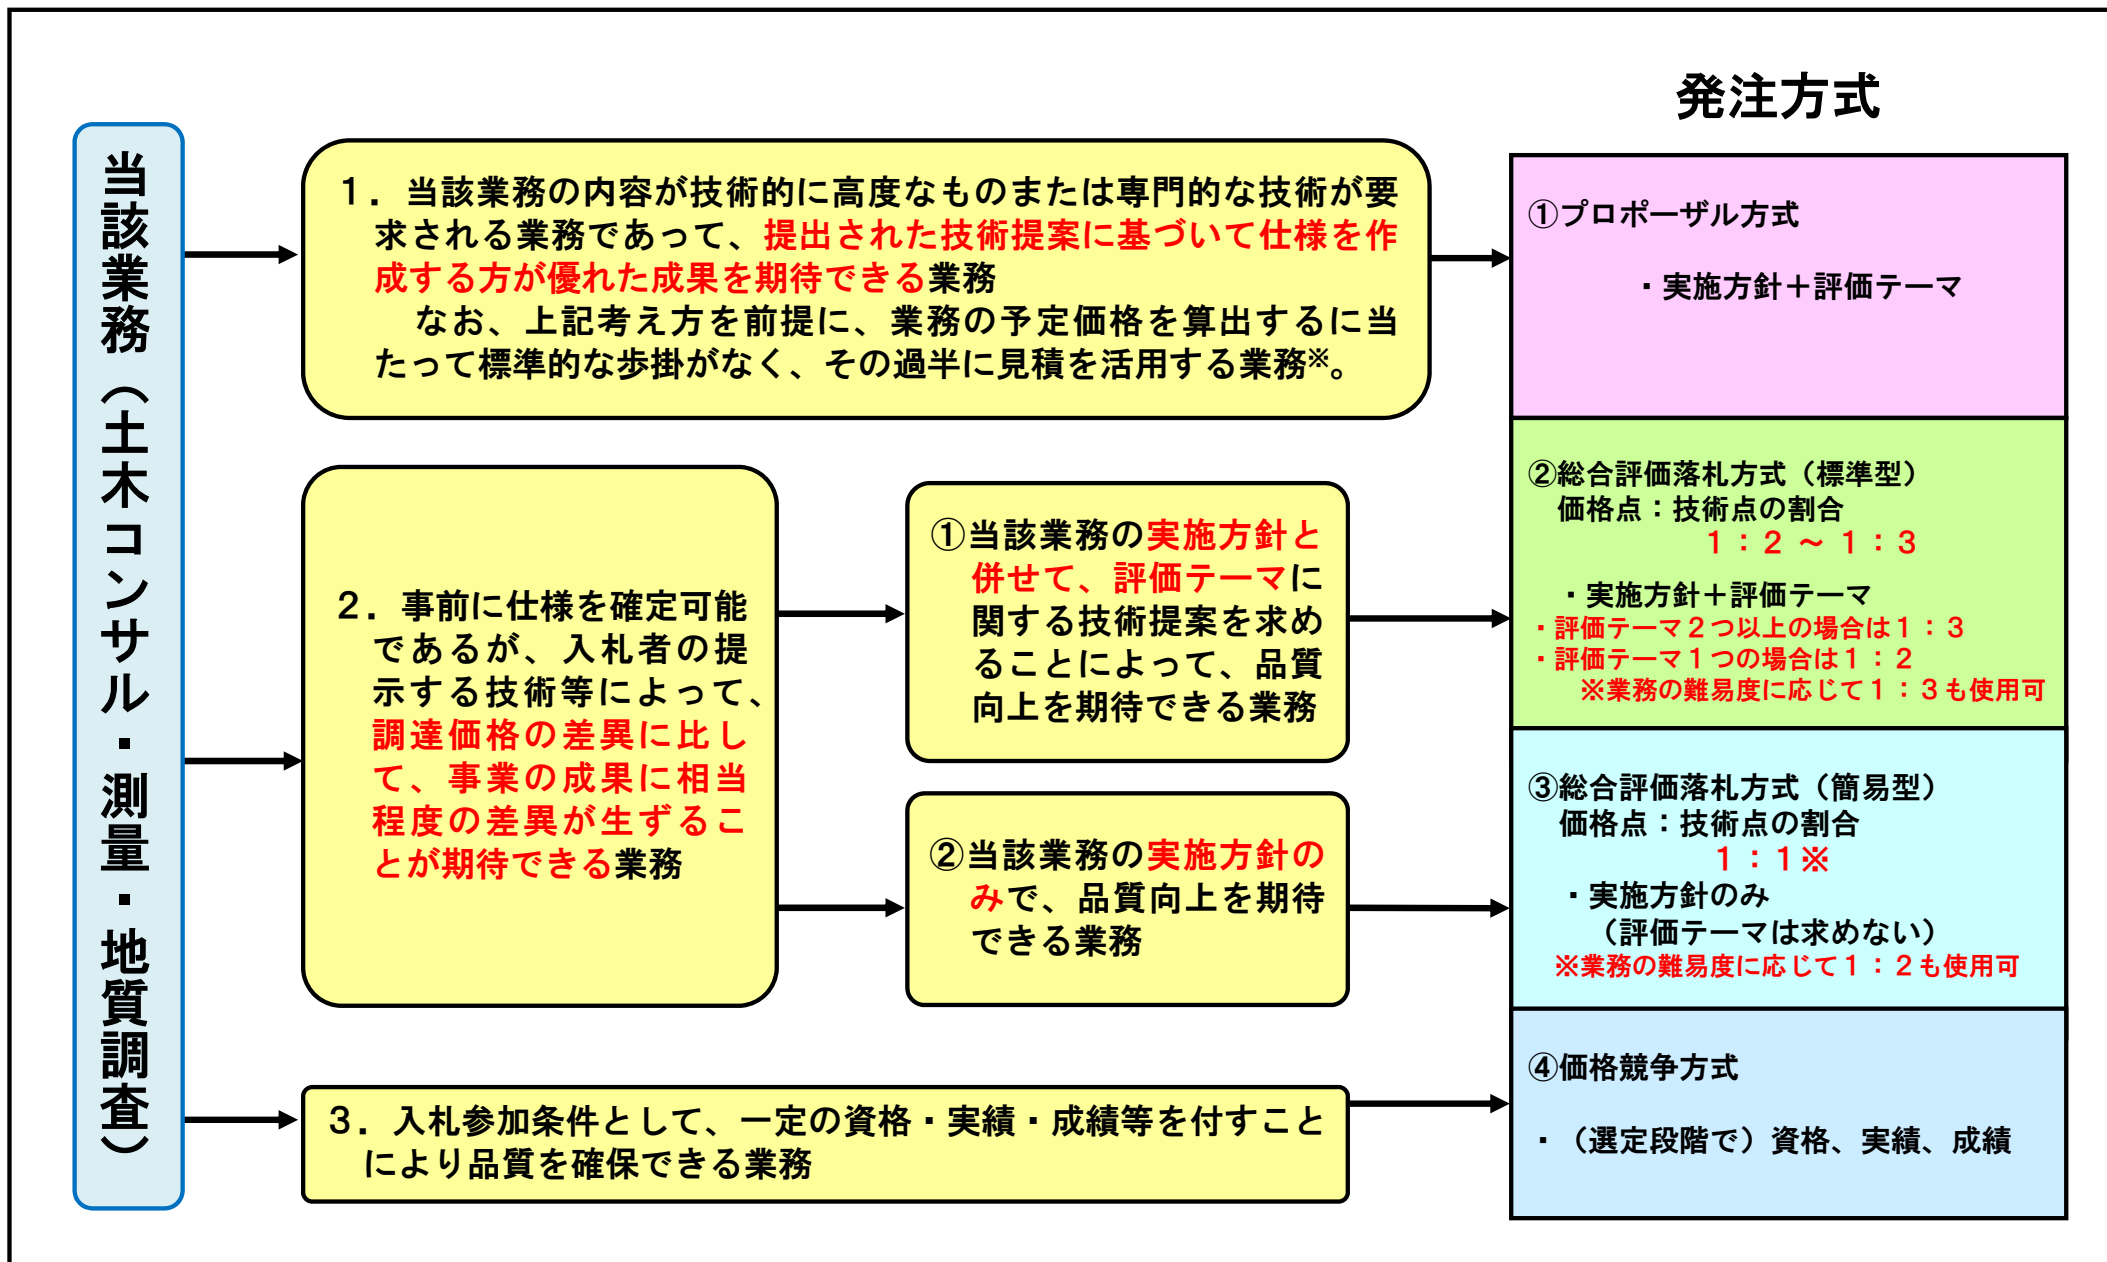 発注方式
当該業務（土木コンサル・測量・地質調査）
１．当該業務の内容が技術的に高度なものまたは専門的な技術が要
求される業務であって、提出された技術提案に基づいて仕様を作
成する方が優れた成果を期待できる業務
なお、上記考え方を前提に、業務の予定価格を算出するに当
たって標準的な歩掛がなく、その過半に見積を活用する業務※。
①プロポーザル方式
・実施方針＋評価テーマ
２．事前に仕様を確定可能
であるが、入札者の提
示する技術等によって、
調達価格の差異に比し
て、事業の成果に相当
程度の差異が生ずるこ
とが期待できる業務
①当該業務の実施方針と
併せて、評価テーマに
関する技術提案を求め
ることによって、品質
向上を期待できる業務
②総合評価落札方式（標準型）
価格点：技術点の割合
１：２ ～ １：３
・実施方針＋評価テーマ
・評価テーマ２つ以上の場合は１：３
・評価テーマ１つの場合は１：２
※業務の難易度に応じて１：３も使用可
②当該業務の実施方針の
みで、品質向上を期待
できる業務
③総合評価落札方式（簡易型）
価格点：技術点の割合
１：１※
・実施方針のみ
（評価テーマは求めない）
※業務の難易度に応じて１：２も使用可
３．入札参加条件として、一定の資格・実績・成績等を付すこと
により品質を確保できる業務
④価格競争方式
・（選定段階で）資格、実績、成績